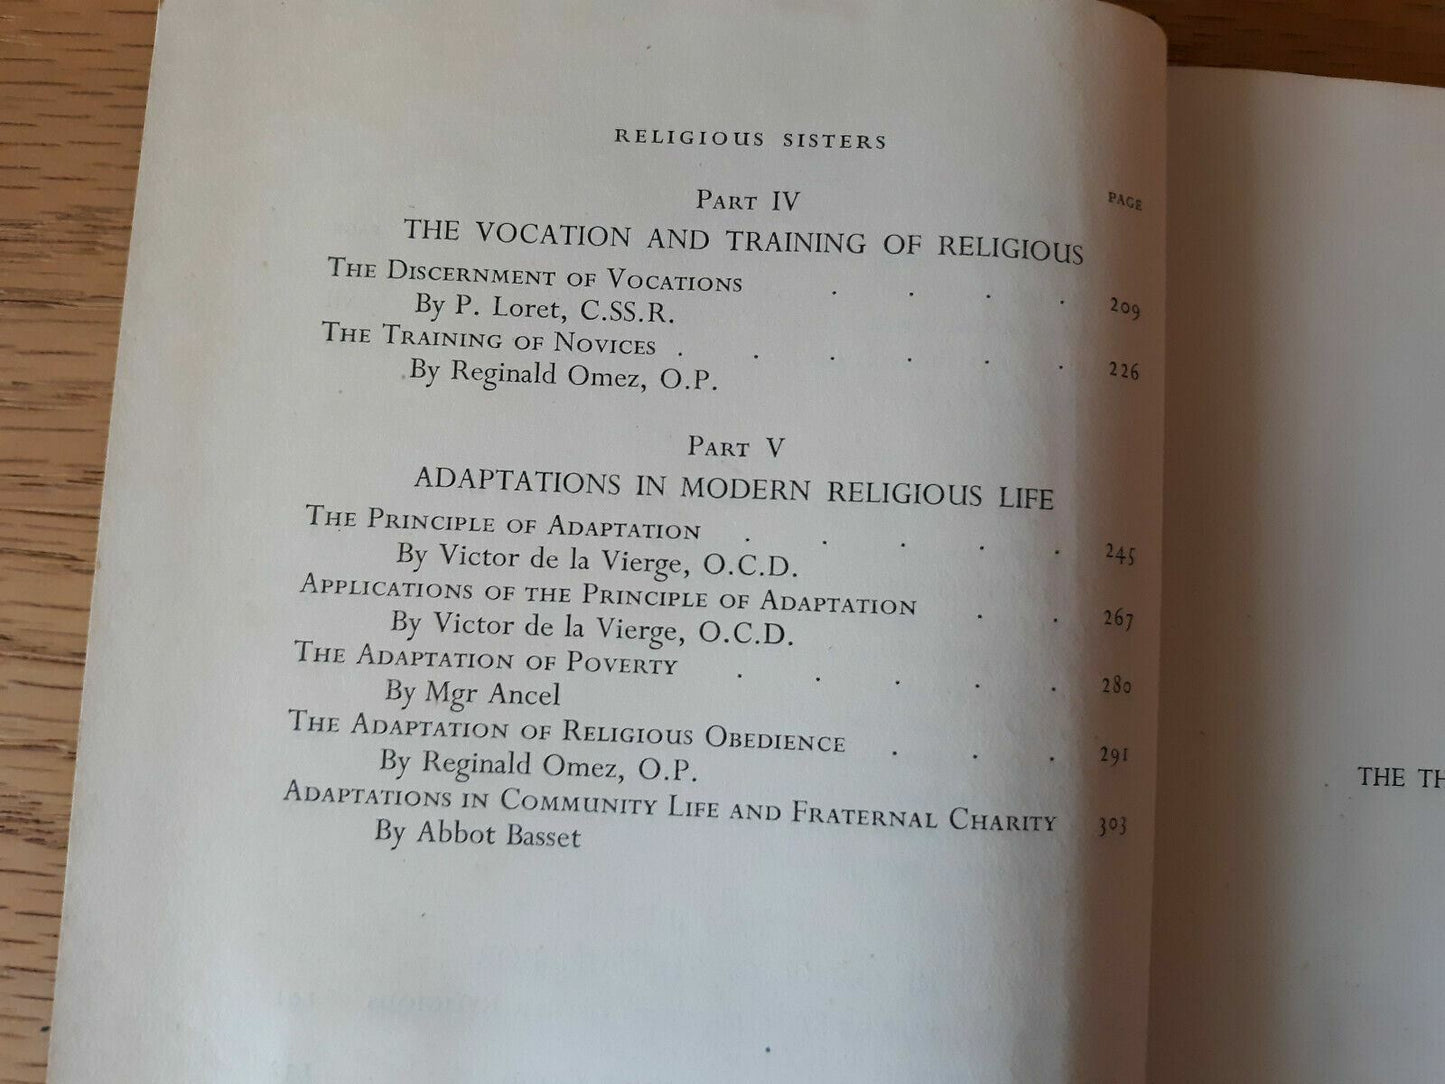 RELIGIOUS SISTERS
PART IV
PAGE
THE VOCATION AND TRAINING OF RELIGIOUS
THE DISCERNMENT OF VOCATIONS . . . . 209
By P. Loret, C.SS.R.
THE TRAINING OF NOVICES . . . . . . 226
By Reginald Omez, O.P.
PART V
ADAPTATIONS IN MODERN RELIGIOUS LIFE
THE PRINCIPLE OF ADAPTATION . . . . . 245
By Victor de la Vierge, O.C.D.
APPLICATIONS OF THE PRINCIPLE OF ADAPTATION . . 267
By Victor de la Vierge, O.C.D.
THE ADAPTATION OF POVERTY . . . . . 280
By Mgr Ancel
THE ADAPTATION OF RELIGIOUS OBEDIENCE . . . 291
By Reginald Omez, O.P.
ADAPTATIONS IN COMMUNITY LIFE AND FRATERNAL CHARITY 303
By Abbot Basset
THE